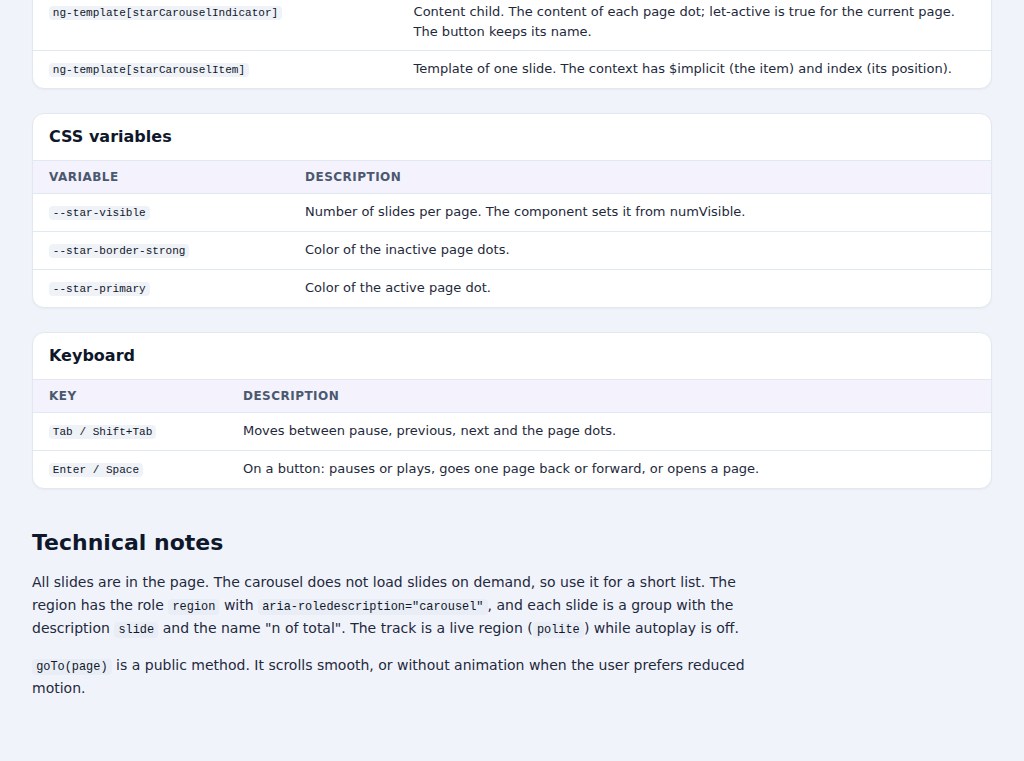 ng-template[starCarouselIndicator] Content child. The content of each page dot; let-active is true for the current page.
The button keeps its name.
ng-template[starCarouselItem] Template of one slide. The context has $implicit (the item) and index (its position).
CSS variables
VARIABLE DESCRIPTION
--star-visible Number of slides per page. The component sets it from numVisible.
--star-border-strong Color of the inactive page dots.
--star-primary Color of the active page dot.
Keyboard
KEY DESCRIPTION
Tab / Shift+Tab Moves between pause, previous, next and the page dots.
Enter / Space On a button: pauses or plays, goes one page back or forward, or opens a page.
Technical notes
All slides are in the page. The carousel does not load slides on demand, so use it for a short list. The
region has the role region with aria-roledescription="carousel", and each slide is a group with the
description slide and the name "n of total". The track is a live region (polite) while autoplay is off.
goTo(page) is a public method. It scrolls smooth, or without animation when the user prefers reduced
motion.